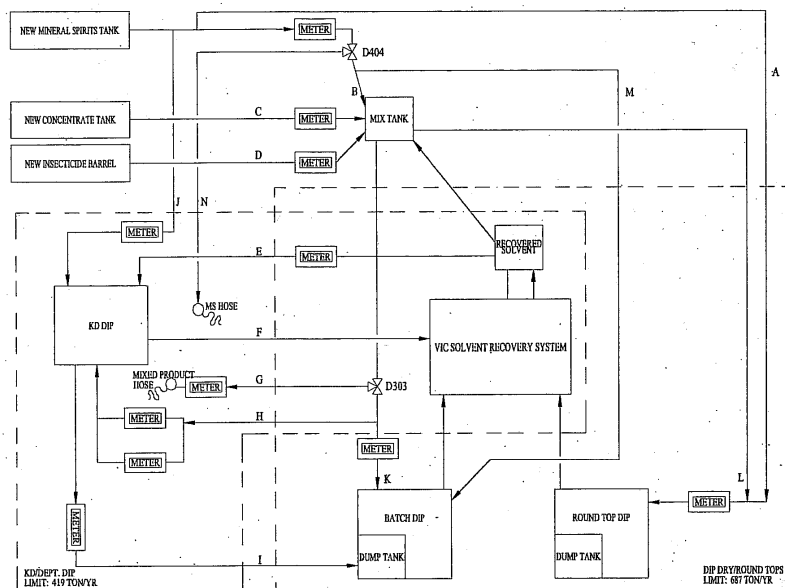 NEW MINERAL SPIRITS TANK
METER
D404
A
B
M
C
NEW CONCENTRATE TANK
METER
MIX TANK
D
NEW INSECTICIDE BARREL
METER
J
N
METER
E
METER
RECOVERED
SOLVENT
MS HOSE
KD DIP
F
VIC SOLVENT RECOVERY SYSTEM
MIXED PRODUCT
HOSE
METER
G
D303
H
METER
METER
METER
K
L
METER
METER
BATCH DIP
ROUND TOP DIP
DUMP TANK
DUMP TANK
I
KD/DEPT. DIP
LIMIT: 419 TON/YR
DIP DRY/ROUND TOPS
LIMIT: 687 TON/YR